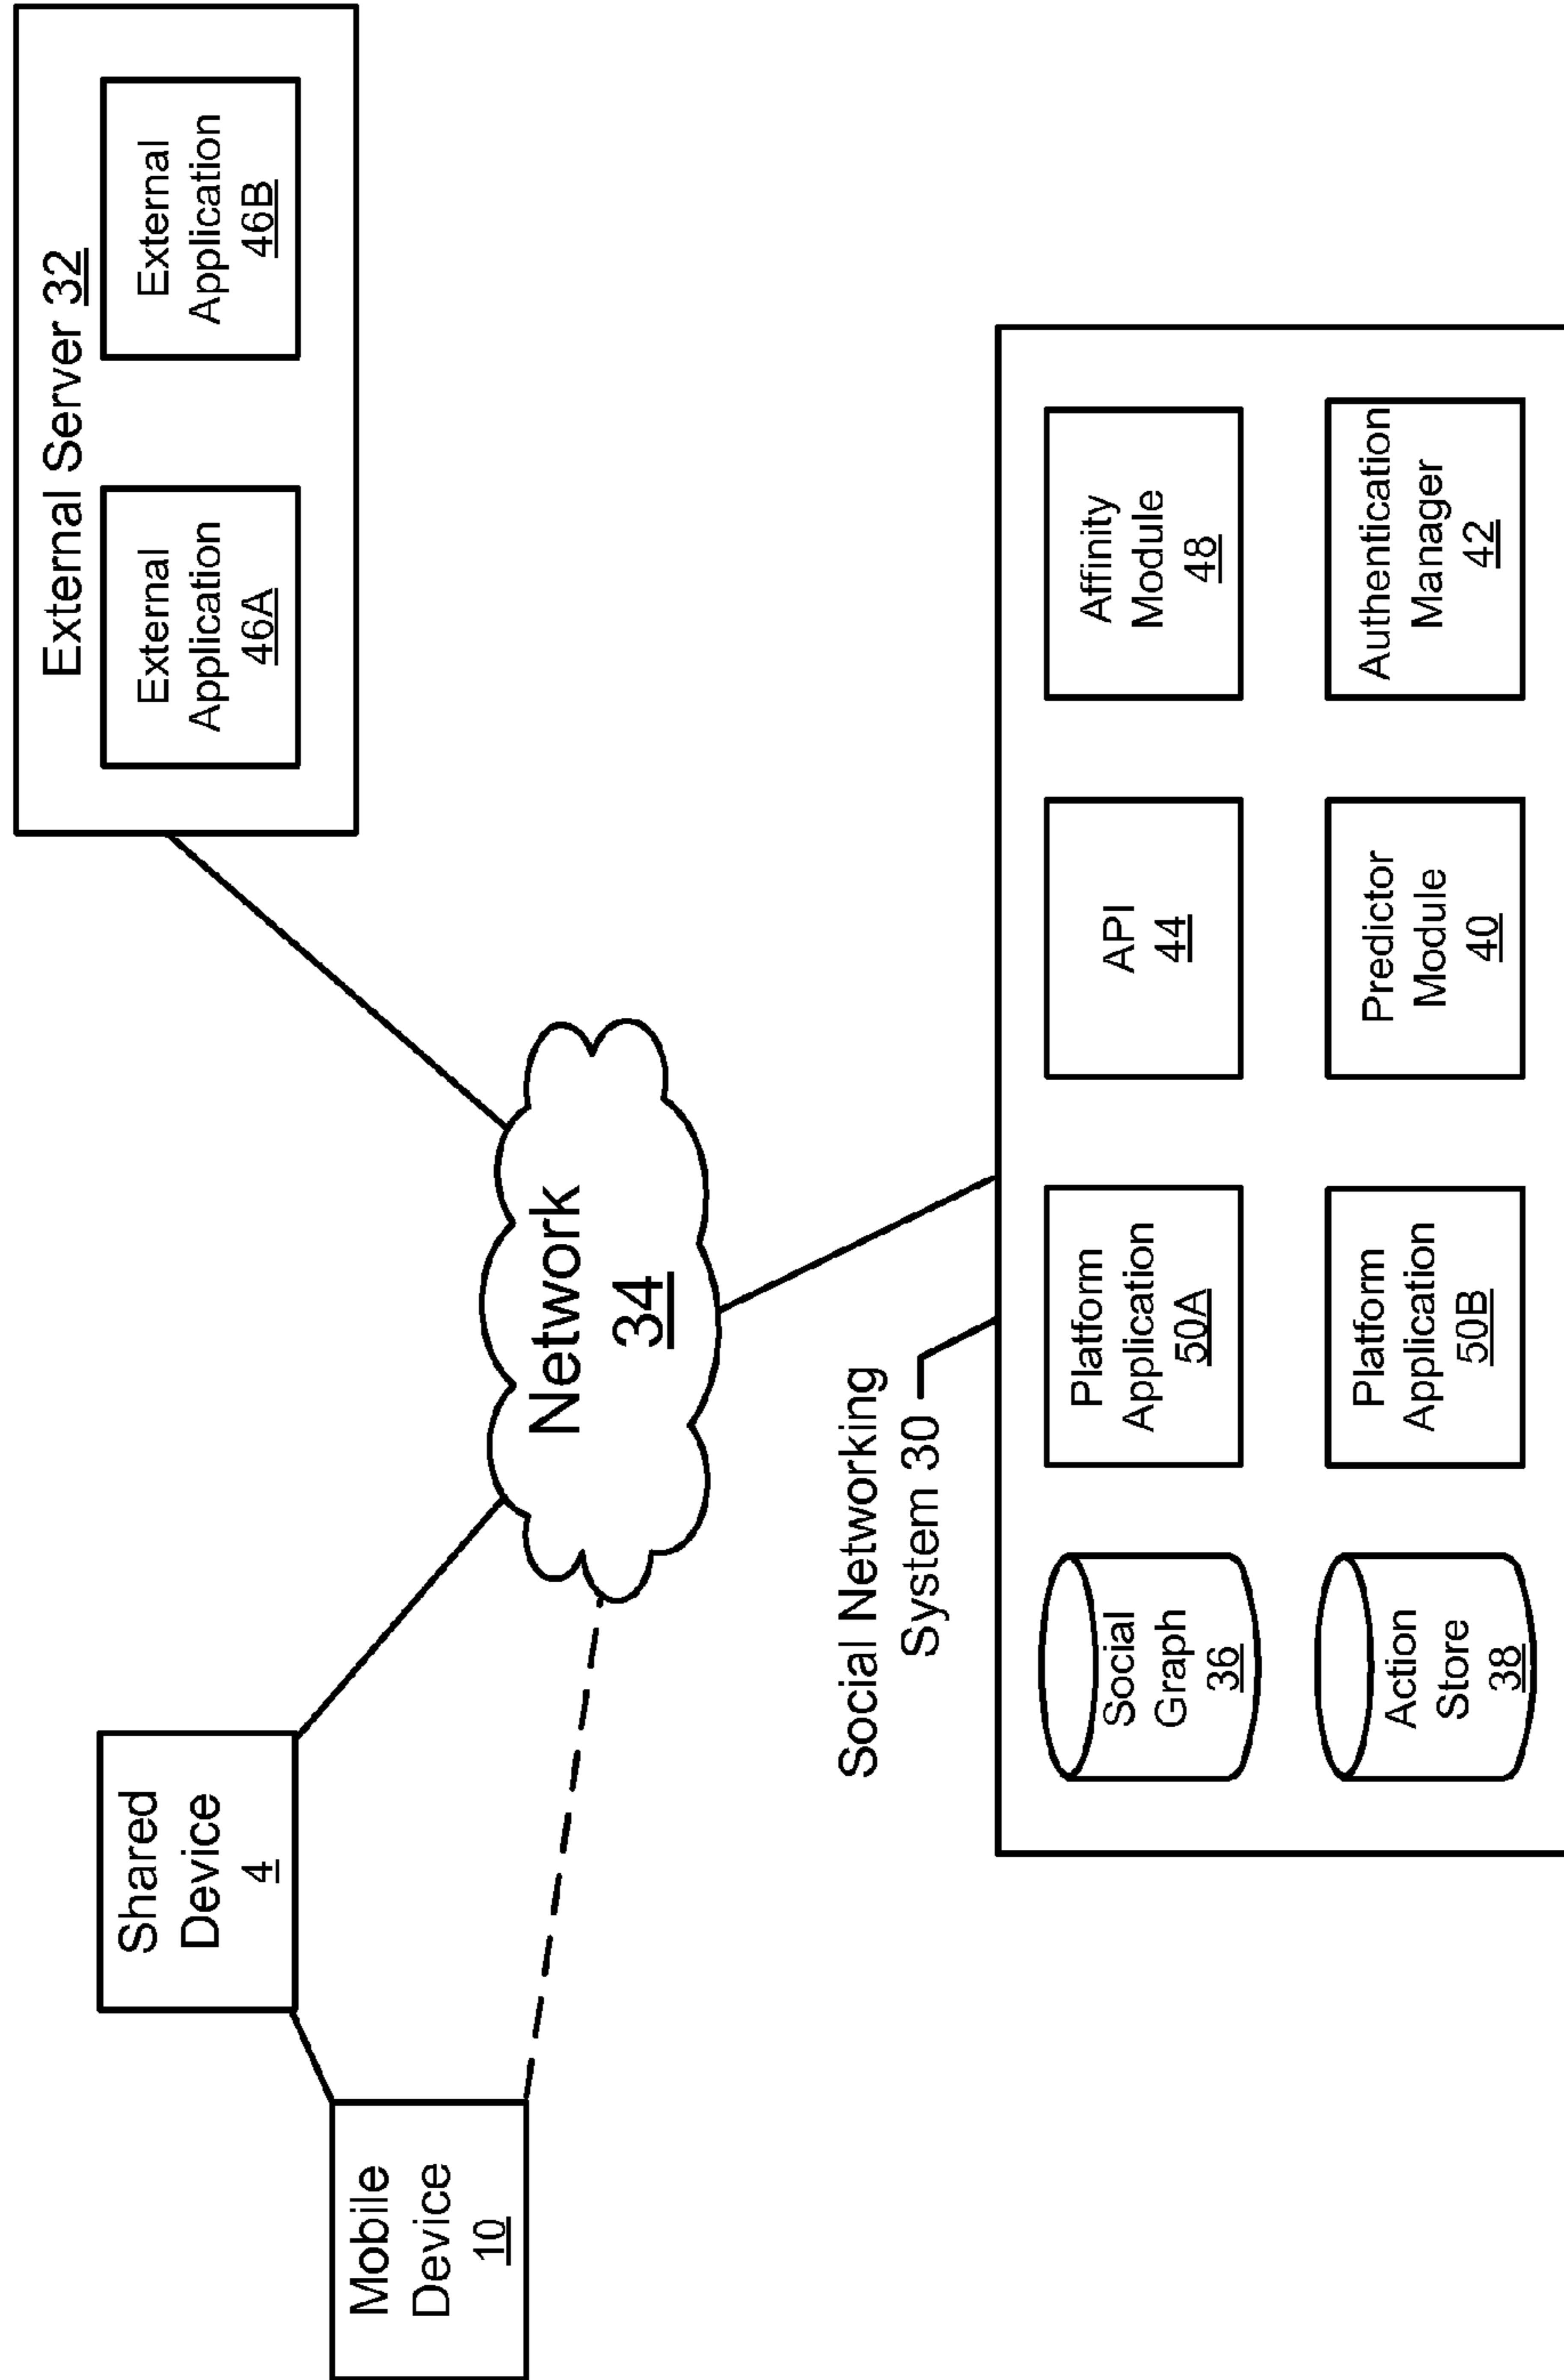 Mobile
Device
10
Shared
Device
4
Network
34
External Server 32
External
Application
46A
External
Application
46B
Social Networking
System 30
Social
Graph
36
Platform
Application
50A
API
44
Affinity
Module
48
Action
Store
38
Platform
Application
50B
Predictor
Module
40
Authentication
Manager
42